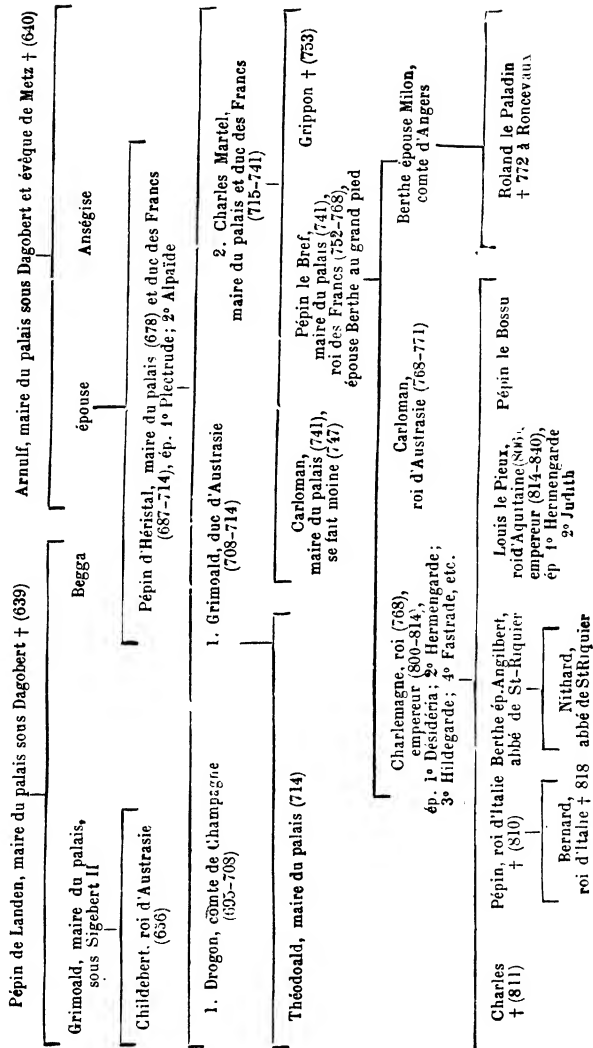 Pépin de Landen, maire du palais sous Dagobert † (639)
Arnulf, maire du palais sous Dagobert et évêque de Metz † (640)
Grimoald, maire du palais,
sous Sigebert II
Begga
épouse
Anségise
Childebert, roi d'Austrasie
(656)
Pépin d'Héristal, maire du palais (678) et duc des Francs
(687-714), ép. 1° Plectrude; 2° Alpaïde
1. Drogon, comte de Champagne
(695-708)
1. Grimoald, duc d'Austrasie
(708-714)
2. Charles Martel,
maire du palais et duc des Francs
(715-741)
Théodoald, maire du palais (714)
Carloman,
maire du palais (741),
se fait moine (747)
Pépin le Bref,
maire du palais (741),
roi des Francs (752-768),
épouse Berthe au grand pied
Grippon † (753)
Charlemagne, roi (768),
empereur (800-814),
ép. 1° Désidéria; 2° Hermengarde;
3° Hildegarde; 4° Fastrade, etc.
Carloman,
roi d'Austrasie (768-771)
Berthe épouse Milon,
comte d'Angers
Charles
† (811)
Pépin, roi d'Italie
† (810)
Berthe ép. Angilbert,
abbé de St-Riquier
Louis le Pieux,
roi d'Aquitaine
empereur (814-840),
ép 1° Hermengarde
2° Judith
Pépin le Bossu
Roland le Paladin
† 772 à Roncevaux
Bernard,
roi d'Italie † 818
Nithard,
abbé de St Riquier